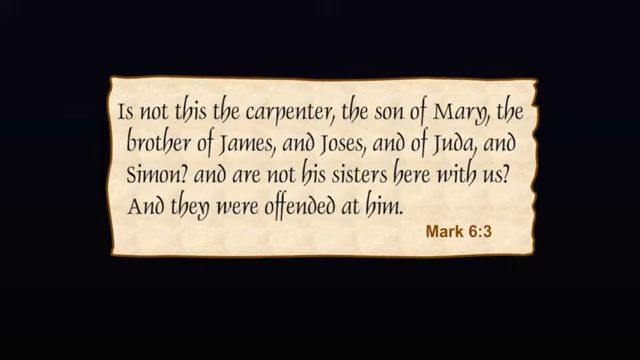 Is not this the carpenter, the son of Mary, the
brother of James, and Joses, and of Juda, and
Simon? and are not his sisters here with us?
And they were offended at him.
Mark 6:3